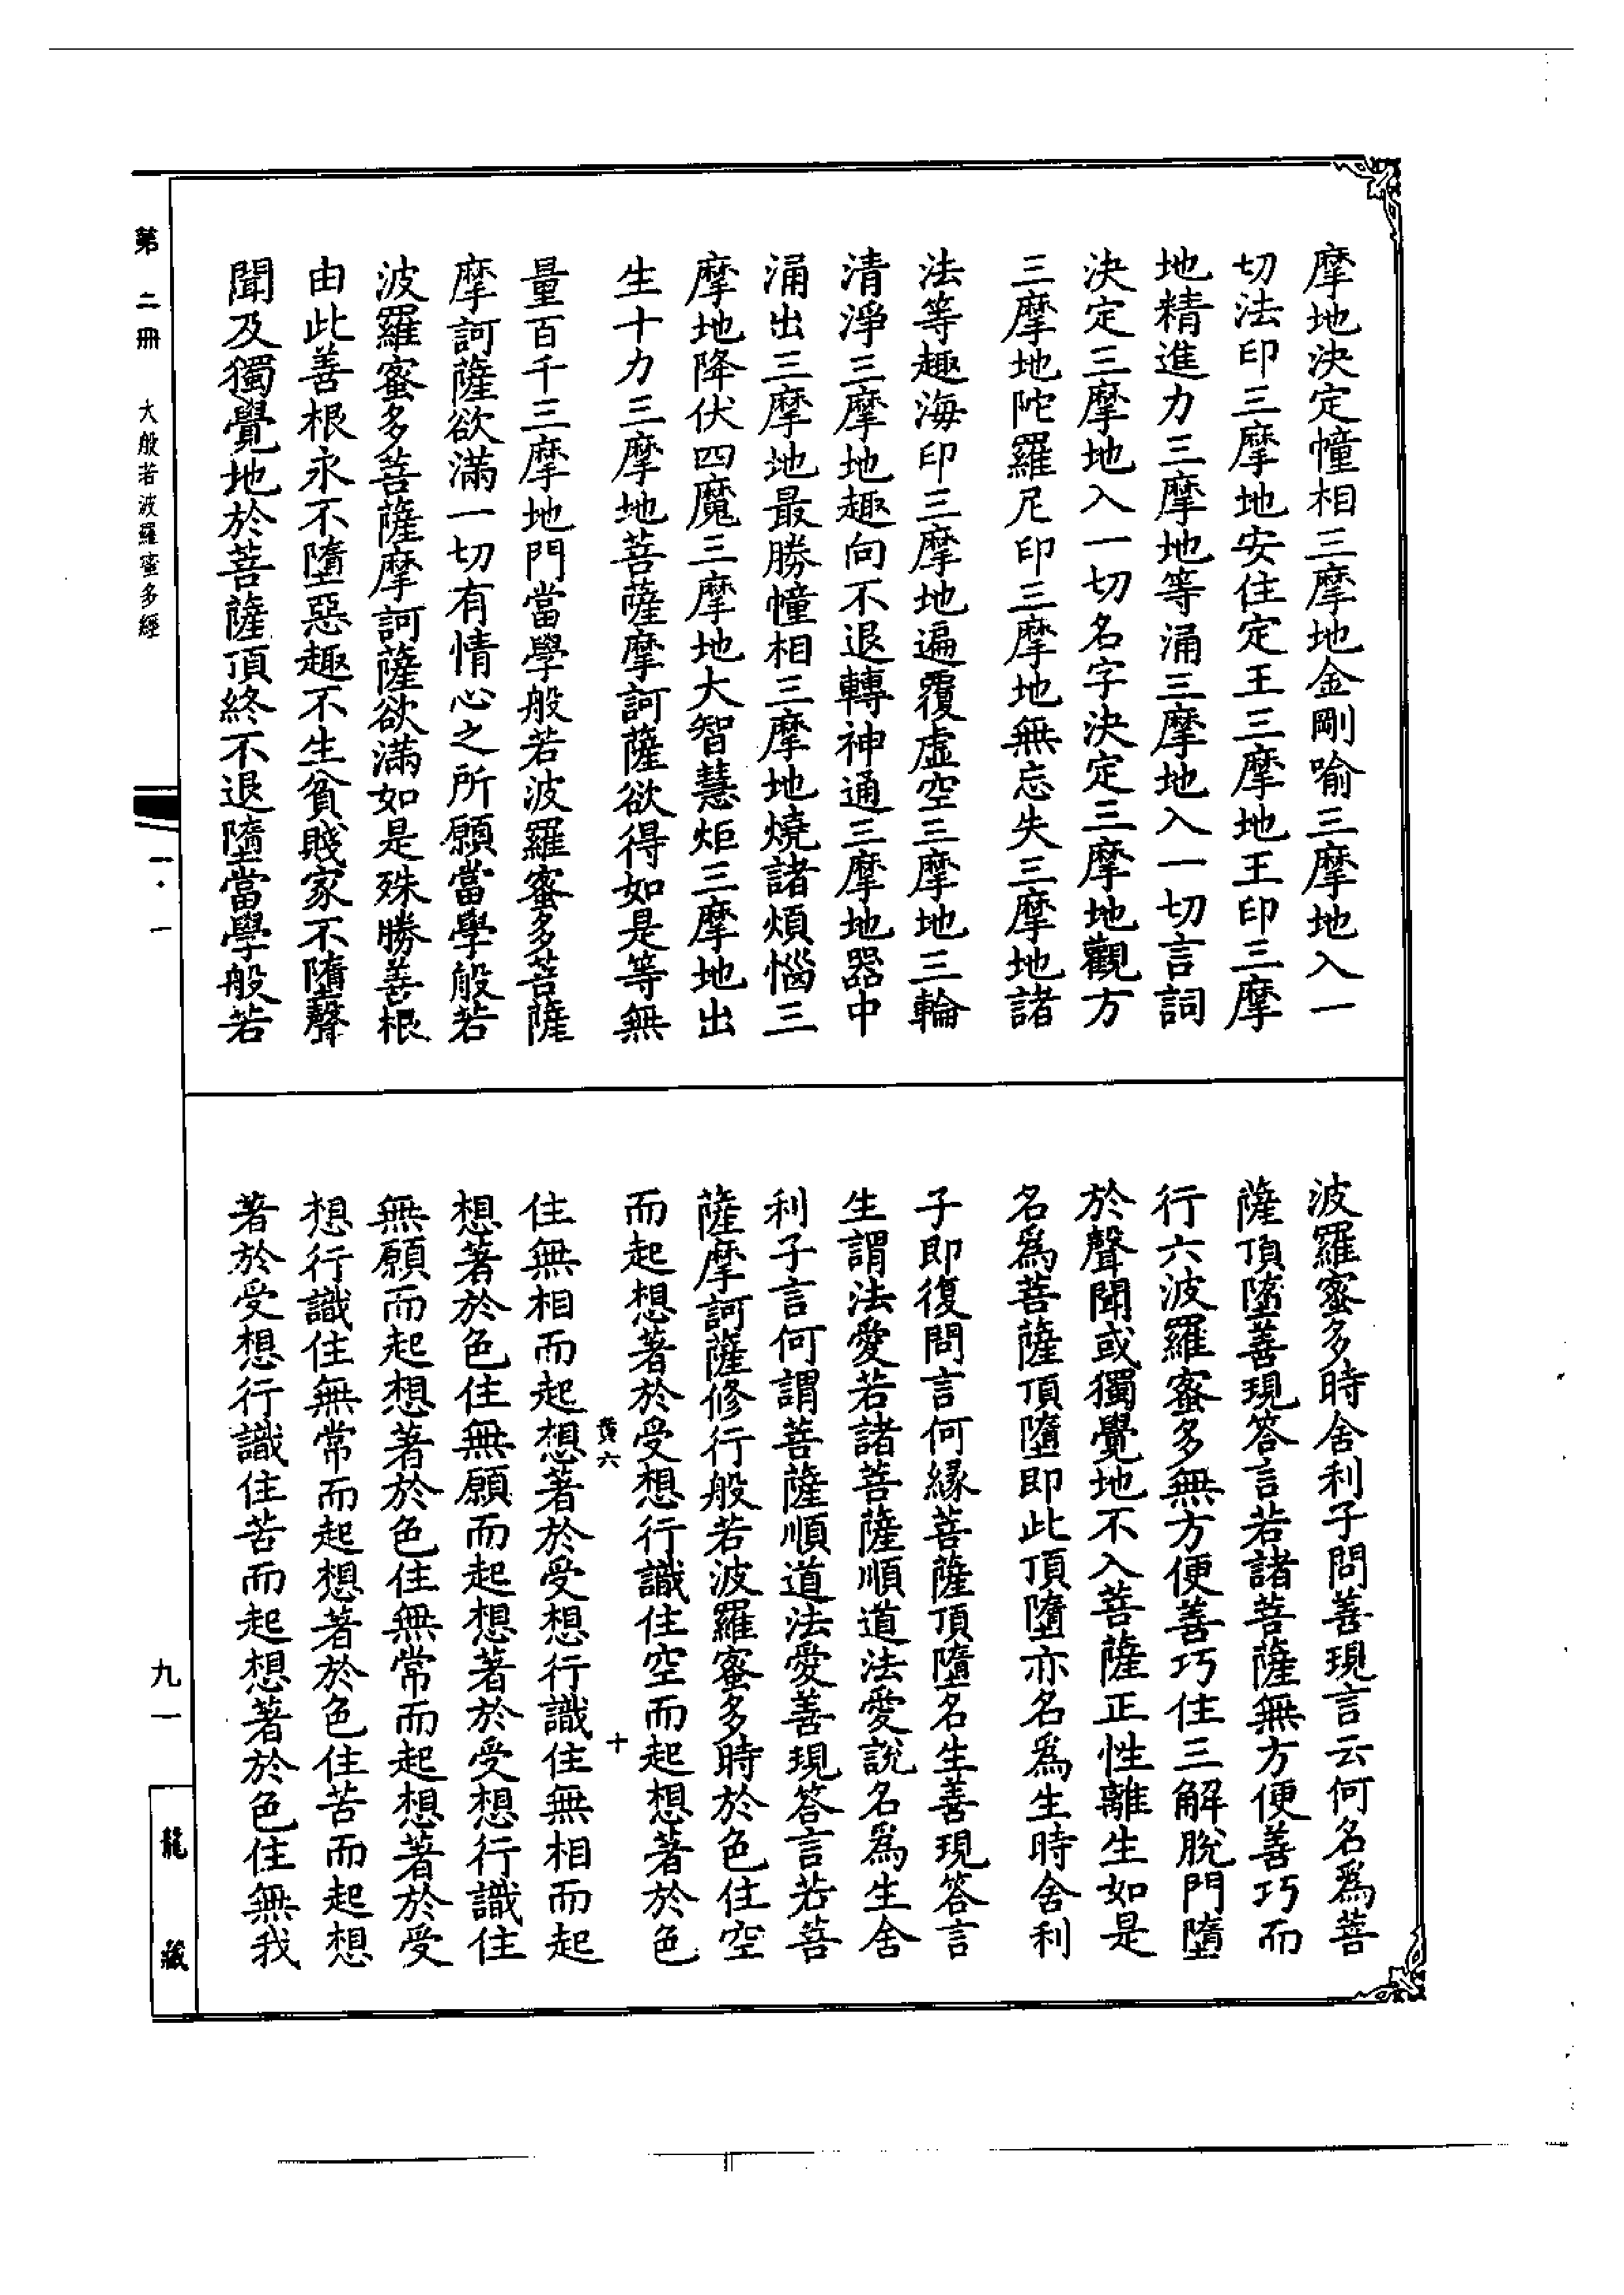 摩地決定幢相三摩地金剛喻三摩地入一
切法印三摩地安住定王三摩地王印三摩
地精進力三摩地等涌三摩地入一切言詞
決定三摩地入一切名字決定三摩地觀方
三摩地陀羅尼印三摩地無忘失三摩地諸
法等趣海印三摩地遍覆虛空三摩地三輪
清淨三摩地趣向不退轉神通三摩地器中
涌出三摩地最勝幢相三摩地燒諸煩惱三
摩地降伏四魔三摩地大智慧炬三摩地出
生十力三摩地菩薩摩訶薩欲得如是等無
量百千三摩地門當學般若波羅蜜多菩薩
摩訶薩欲滿一切有情心之所願當學般若
波羅蜜多菩薩摩訶薩欲滿如是殊勝善根
由此善根永不墮惡趣不生貧賤家不墮聲
聞及獨覺地於菩薩頂終不退墮當學般若
波羅蜜多時舍利子問善現言云何名爲菩
薩頂墮善現答言若諸菩薩無方便善巧而
行六波羅蜜多無方便善巧住三解脫門墮
於聲聞或獨覺地不入菩薩正性離生如是
名爲菩薩頂墮即此頂墮亦名爲生時舍利
子即復問言何緣菩薩頂墮名生善現答言
生謂法愛若諸菩薩順道法愛說名爲生舍
利子言何謂菩薩順道法愛善現答言若菩
薩摩訶薩修行般若波羅蜜多時於色住空
而起想著於受想行識住空而起想著於色
黃六 十
住無相而起想著於受想行識住無相而起
想著於色住無願而起想著於受想行識住
無願而起想著於色住無常而起想著於受
想行識住無常而起想著於色住苦而起想
著於受想行識住苦而起想著於色住無我
第二冊 大般若波羅蜜多經
一·一
九一
龍藏